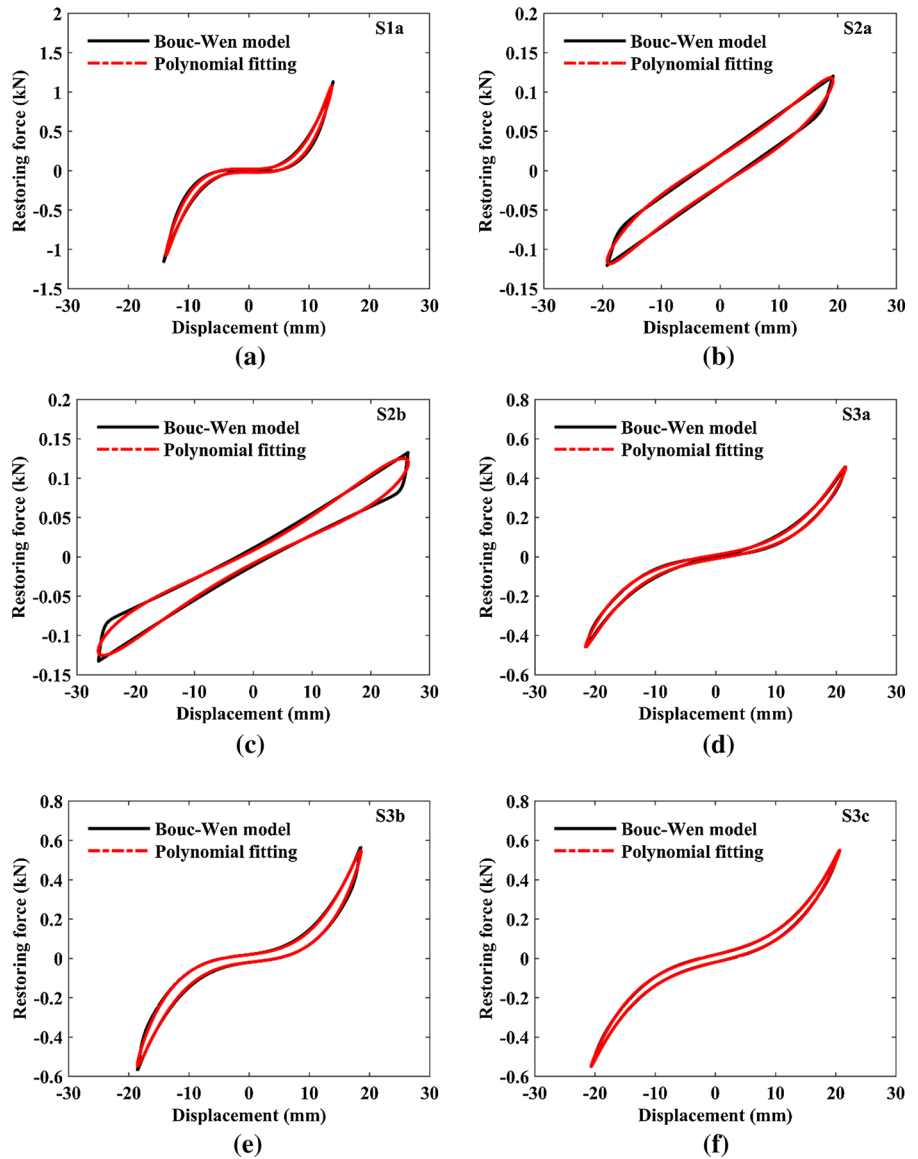 2
S1a
Bouc-Wen model
1.5
Polynomial fitting
1
0.5
0
-0.5
-1
1.5
Restoring force (kN)
-30 -20 -10 0 10 20 30
Displacement (mm)
(a)
0.2
S2a
Bouc-Wen model
0.15
Polynomial fitting
0.1
0.05
0
-0.05
-0.1
0.15
Restoring force (kN)
-30 -20 -10 0 10 20 30
Displacement (mm)
(b)
0.2
S2b
Bouc-Wen model
0.15
Polynomial fitting
0.1
0.05
0
-0.05
-0.1
0.15
Restoring force (kN)
-30 -20 -10 0 10 20 30
Displacement (mm)
(c)
0.8
S3a
Bouc-Wen model
0.6
Polynomial fitting
0.4
0.2
0
-0.2
-0.4
0.6
Restoring force (kN)
-30 -20 -10 0 10 20 30
Displacement (mm)
(d)
0.8
S3b
Bouc-Wen model
0.6
Polynomial fitting
0.4
0.2
0
-0.2
-0.4
0.6
Restoring force (kN)
-30 -20 -10 0 10 20 30
Displacement (mm)
(e)
0.8
S3c
Bouc-Wen model
0.6
Polynomial fitting
0.4
0.2
0
-0.2
-0.4
0.6
Restoring force (kN)
-30 -20 -10 0 10 20 30
Displacement (mm)
(f)